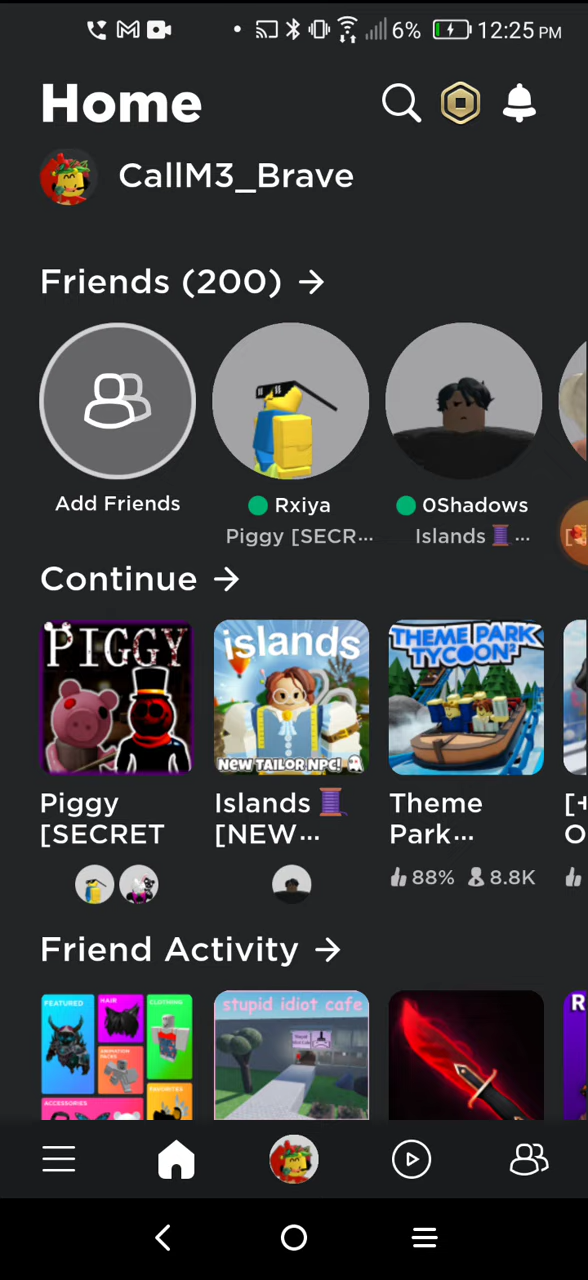 6% 12:25 PM
Home
CallM3_Brave
Friends (200) →
Add Friends
Rxiya
0Shadows
Piggy [SECR...
Islands🧵...
Continue →
PIGGY
islands
NEW TAILOR NPC!
THEME PARK
TYCOON²
Piggy
[SECRET
Islands 🧵
[NEW...
Theme
Park...
[+
O
88% 8.8K
Friend Activity →
FEATURED
HAIR
CLOTHING
ACCESSORIES
FAVORITES
stupid idiot cafe
R